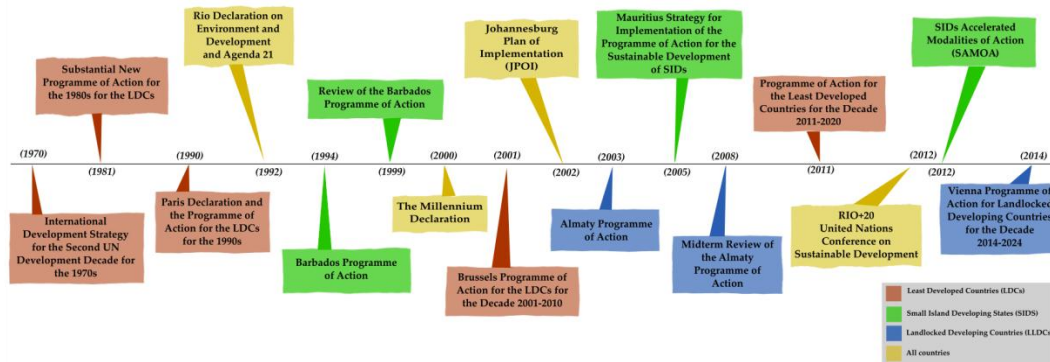 Rio Declaration on
Environment and
Development
and Agenda 21
Substantial New
Programme of Action for
the 1980s for the LDCs
Review of the Barbados
Programme of Action
Johannesburg
Plan of
Implementation
(JPOI)
Mauritius Strategy for
Implementation of the
Programme of Action for the
Sustainable Development
of SIDs
Programme of Action
for the Least Developed
Countries for the Decade
2011-2020
SIDs Accelerated
Modalities of Action
(SAMOA)
(1970)
(1981)
(1990)
(1992)
(1994)
(1999)
(2000)
(2001)
(2002)
(2003)
(2005)
(2008)
(2011)
(2012)
(2012)
(2014)
International
Development Strategy
for the Second UN
Development Decade for
the 1970s
Paris Declaration and
the Programme of
Action for the LDCs
for the 1990s
Barbados Programme
of Action
The Millennium
Declaration
Brussels Programme of
Action for the LDCs for
the Decade 2001-2010
Almaty Programme
of Action
Midterm Review of
the Almaty
Programme of
Action
RIO+20
United Nations
Conference on
Sustainable Development
Vienna Programme of
Action for Landlocked
Developing Countries
for the Decade
2014-2024
Least Developed Countries (LDCs)
Small Island Developing States (SIDS)
Landlocked Developing Countries (LLDCs
All countries